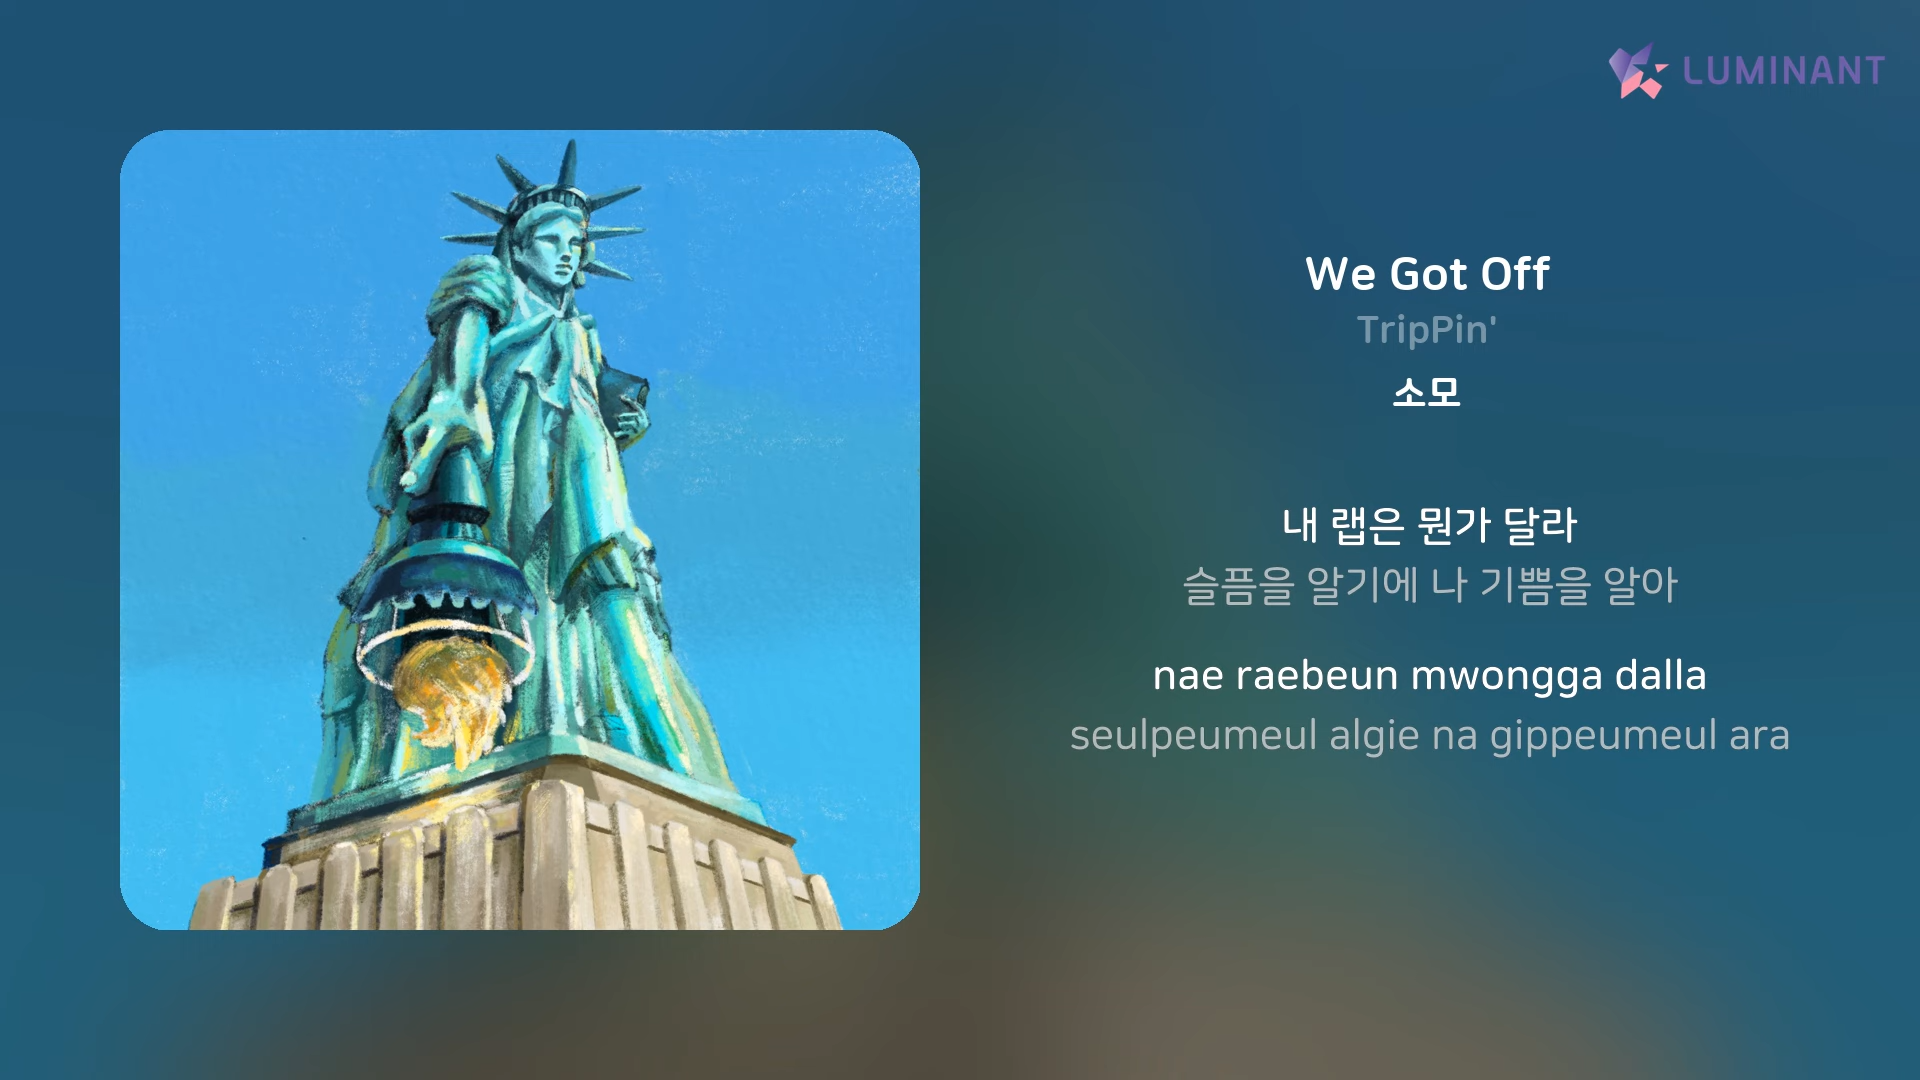 LUMINANT
We Got Off
TripPin'
소모
내 랩은 뭔가 달라
슬픔을 알기에 나 기쁨을 알아
nae raebeun mwongga dalla
seulpeumeul algie na gippeumeul ara